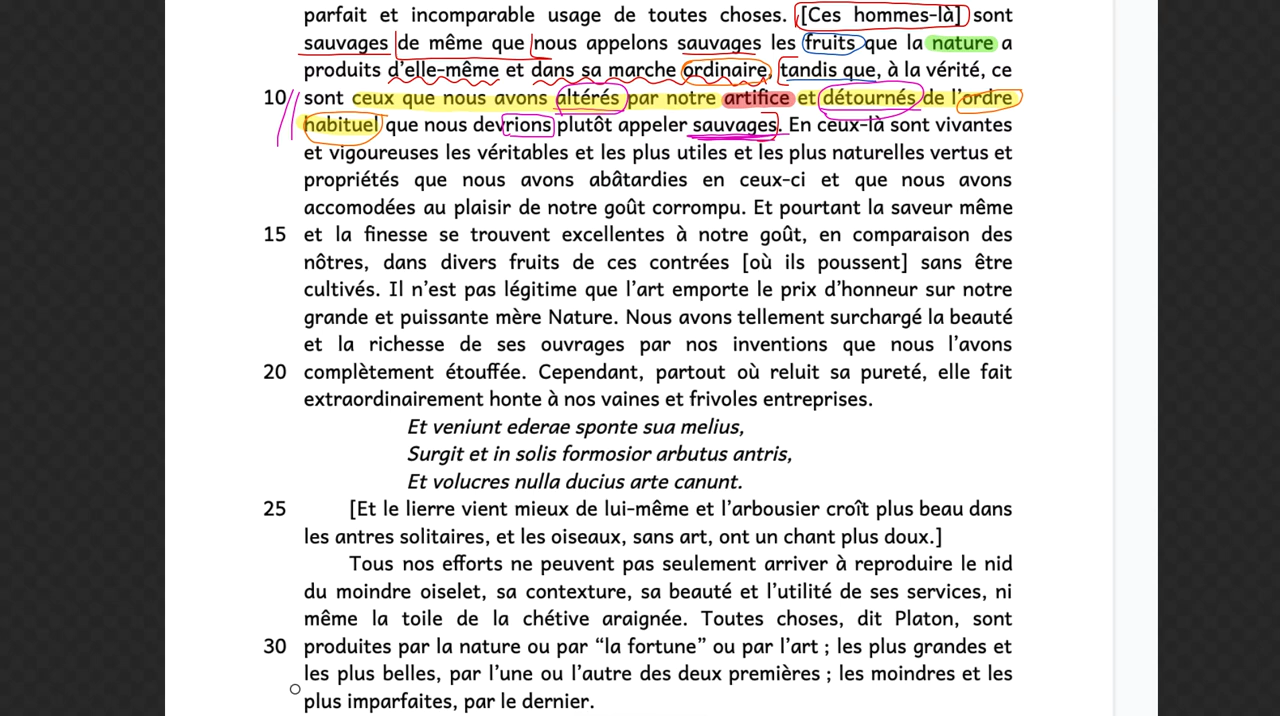 parfait et incomparable usage de toutes choses. [Ces hommes-là] sont
sauvages de même que nous appelons sauvages les fruits que la nature a
produits d’elle-même et dans sa marche ordinaire, tandis que, à la vérité, ce
10 sont ceux que nous avons altérés par notre artifice et détournés de l’ordre
habituel que nous devrions plutôt appeler sauvages. En ceux-là sont vivantes
et vigoureuses les véritables et les plus utiles et les plus naturelles vertus et
propriétés que nous avons abâtardies en ceux-ci et que nous avons
accomodées au plaisir de notre goût corrompu. Et pourtant la saveur même
15 et la finesse se trouvent excellentes à notre goût, en comparaison des
nôtres, dans divers fruits de ces contrées [où ils poussent] sans être
cultivés. Il n’est pas légitime que l’art emporte le prix d’honneur sur notre
grande et puissante mère Nature. Nous avons tellement surchargé la beauté
et la richesse de ses ouvrages par nos inventions que nous l’avons
20 complètement étouffée. Cependant, partout où reluit sa pureté, elle fait
extraordinairement honte à nos vaines et frivoles entreprises.
Et veniunt ederae sponte sua melius,
Surgit et in solis formosior arbutus antris,
Et volucres nulla ducius arte canunt.
25 [Et le lierre vient mieux de lui-même et l’arbousier croît plus beau dans
les antres solitaires, et les oiseaux, sans art, ont un chant plus doux.]
Tous nos efforts ne peuvent pas seulement arriver à reproduire le nid
du moindre oiselet, sa contexture, sa beauté et l’utilité de ses services, ni
même la toile de la chétive araignée. Toutes choses, dit Platon, sont
30 produites par la nature ou par “la fortune” ou par l’art ; les plus grandes et
les plus belles, par l’une ou l’autre des deux premières ; les moindres et les
plus imparfaites, par le dernier.